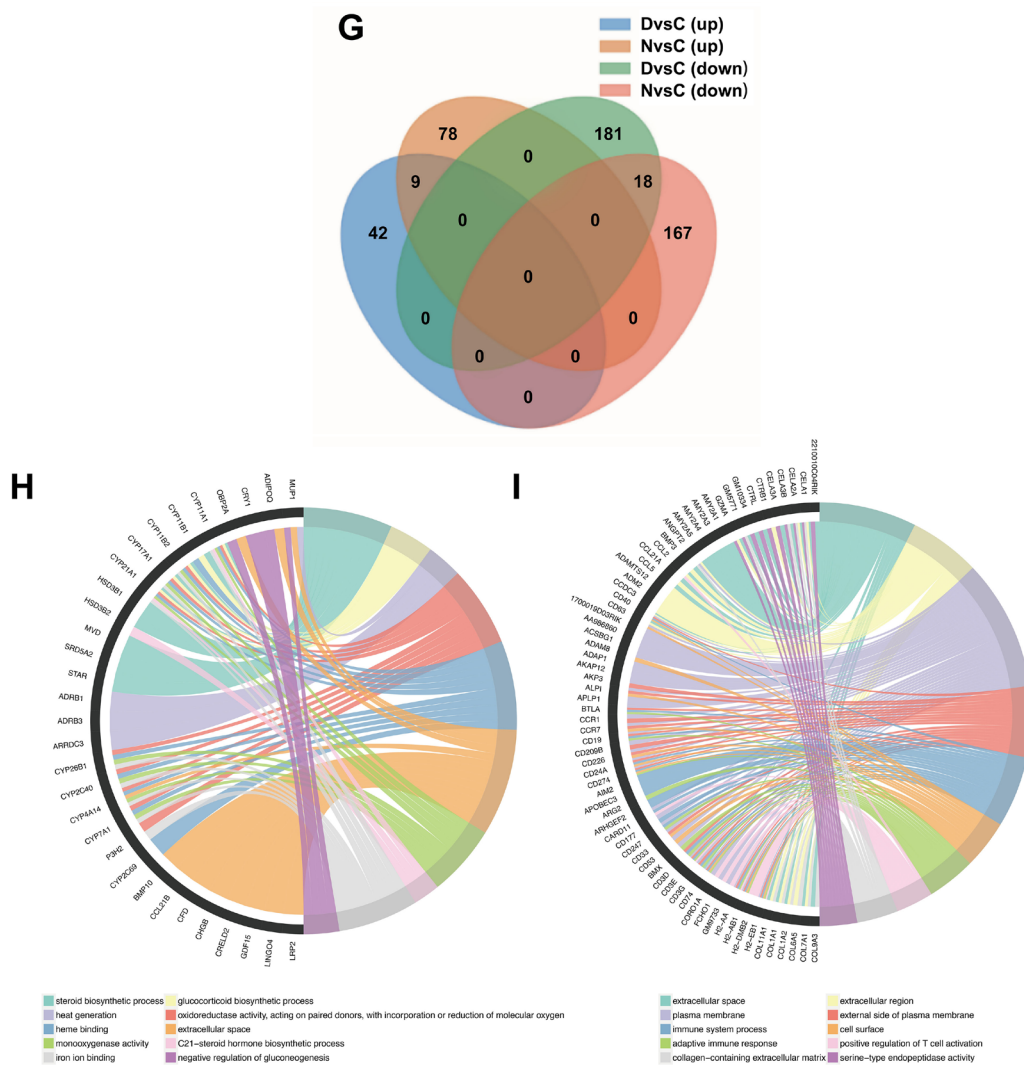 G
DvsC (up)
NvsC (up)
DvsC (down)
NvsC (down)
78
181
0
9
18
0
0
42
167
0
0
0
0
0
0
H
MUP1
ADIPOQ
CRY1
OBP2A
CYP11A1
CYP11B1
CYP11B2
CYP17A1
CYP21A1
HSD3B1
HSD3B2
MVD
SRD5A2
STAR
ADRB1
ADRB3
ARRDC3
CYP26B1
CYP2C40
CYP4A14
CYP7A1
P3H2
CYP2C69
BMP10
CCL21B
CFD
CHGB
CRELD2
GDF15
LINGO4
LRP2
steroid biosynthetic process
glucocorticoid biosynthetic process
heat generation
oxidoreductase activity, acting on paired donors, with incorporation or reduction of molecular oxygen
heme binding
extracellular space
monooxygenase activity
C21-steroid hormone biosynthetic process
iron ion binding
negative regulation of gluconeogenesis
I
2210010C04RIK
CELA1
CELA2A
CELA3B
CELA3A
CTRB1
CTRL
GM10334
GM5771
GZMA
AMY2A1
AMY2A3
AMY2A4
AMY2A5
ANGPT2
BMP3
CCL2
CCL21A
CCL5
ADAMTS12
ADM2
CCDC3
CD40
CD83
1700019D03RIK
AA986860
ACSBG1
ADAM8
ADAP1
AKAP12
AKP3
ALPI
APLP1
BTLA
CCR1
CCR7
CD19
CD209B
CD226
CD24A
CD274
AIM2
APOBEC3
ARG2
ARHGEF2
CARD11
CD177
CD247
CD33
CD53
BMX
CD3D
CD3E
CD3G
CD74
CORO1A
FCHO1
GM9733
H2-AA
H2-AB1
H2-DMB2
H2-EB1
COL11A1
COL1A1
COL1A2
COL6A5
COL7A1
COL9A3
extracellular space
extracellular region
plasma membrane
external side of plasma membrane
immune system process
cell surface
adaptive immune response
positive regulation of T cell activation
collagen-containing extracellular matrix
serine-type endopeptidase activity